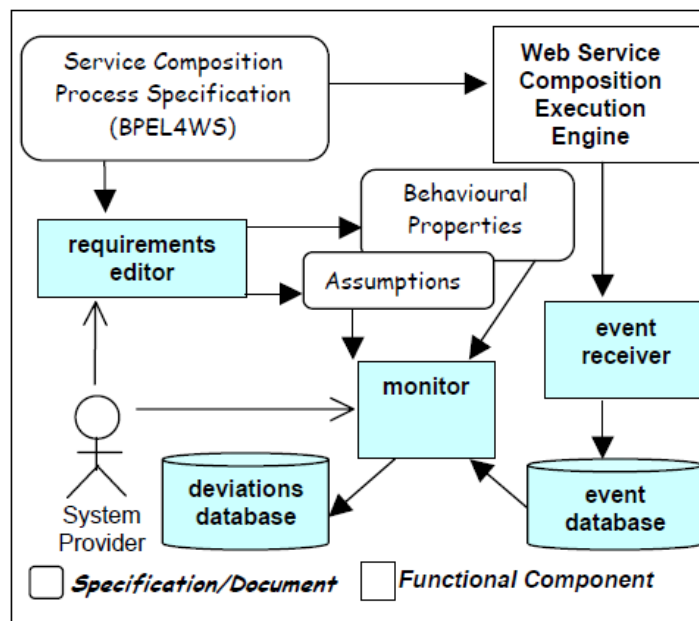 Service Composition
Process Specification
(BPEL4WS)
Web Service
Composition
Execution
Engine
Behavioural
Properties
requirements
editor
Assumptions
event
receiver
monitor
deviations
database
event
database
System
Provider
Specification/Document
Functional Component